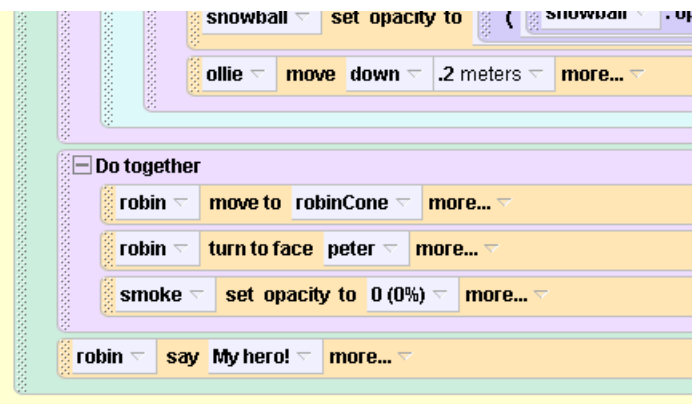 snowball set opacity to ( snowball .op
ollie move down .2 meters more...
Do together
robin move to robinCone more...
robin turn to face peter more...
smoke set opacity to 0 (0%) more...
robin say My hero! more...